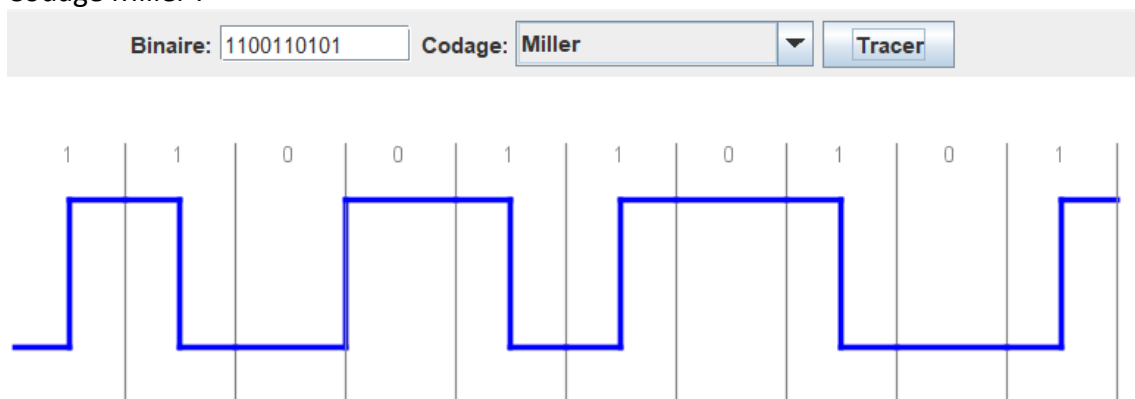 Codage Miller :
Binaire: 1100110101 Codage: Miller Tracer
1 1 0 0 1 1 0 1 0 1